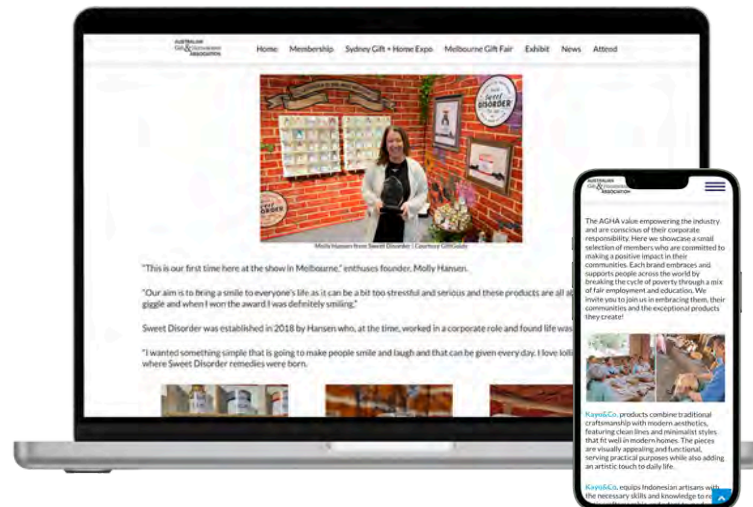 AUSTRALIAN
Gift & Homewares
ASSOCIATION
Home Membership Sydney Gift + Home Expo Melbourne Gift Fair Exhibit News Attend
Sweet
DISORDER
DISORDER
Molly Hansen from Sweet Disorder | Courtesy GiftGuide
"This is our first time here at the show in Melbourne," enthuses founder, Molly Hansen.
"Our aim is to bring a smile to everyone's life as it can be a bit too stressful and serious and these products are all
giggle and when I won the award I was definitely smiling."
Sweet Disorder was established in 2018 by Hansen who, at the time, worked in a corporate role and found life was
"I wanted something simple that is going to make people smile and laugh and that can be given every day. I love
where Sweet Disorder remedies were born.
AUSTRALIAN
Gift & Homewares
ASSOCIATION
The AGHA value empowering the industry
and are conscious of their corporate
responsibility. Here we showcase a small
selection of members who are committed to
making a positive impact in their
communities. Each brand embraces and
supports people across the world by
breaking the cycle of poverty through a mix
of fair employment and education. We
invite you to join us in embracing them, their
communities and the exceptional products
they create!
Kayo&Co. products combine traditional
craftsmanship with modern aesthetics,
featuring clean lines and minimalist styles
that fit well in modern homes. The pieces
are visually appealing and functional,
serving practical purposes while also adding
an artistic touch to daily life.
Kayo&Co. equips Indonesian artisans with
the necessary skills and knowledge to